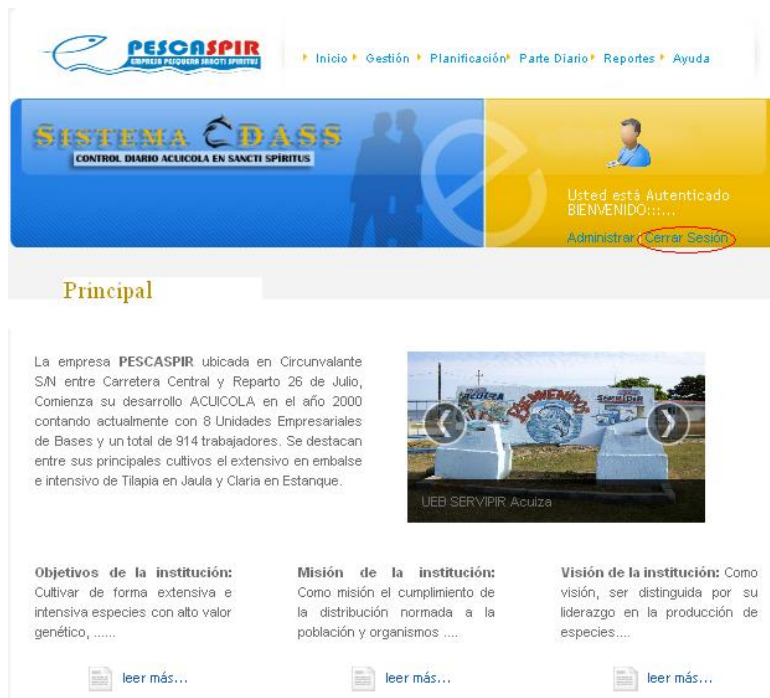 PESCASPIR
EMPRESA PESQUERA SANCTI SPIRITUS
Inicio Gestión Planificación Parte Diario Reportes Ayuda
SISTEMA CDASS
CONTROL DIARIO ACUICOLA EN SANCTI SPÍRITUS
Usted está Autenticado
BIENVENIDO:::...
Administrar | Cerrar Sesión
Principal
La empresa PESCASPIR ubicada en Circunvalante
S/N entre Carretera Central y Reparto 26 de Julio,
Comienza su desarrollo ACUICOLA en el año 2000
contando actualmente con 8 Unidades Empresariales
de Bases y un total de 914 trabajadores. Se destacan
entre sus principales cultivos el extensivo en embalse
e intensivo de Tilapia en Jaula y Claria en Estanque.
BIENVENIDOS
UEB SERVIPIR Acuiza
Objetivos de la institución:
Cultivar de forma extensiva e
intensiva especies con alto valor
genético, ......
leer más...
Misión de la institución:
Como misión el cumplimiento de
la distribución normada a la
población y organismos ....
leer más...
Visión de la institución: Como
visión, ser distinguida por su
liderazgo en la producción de
especies....
leer más...